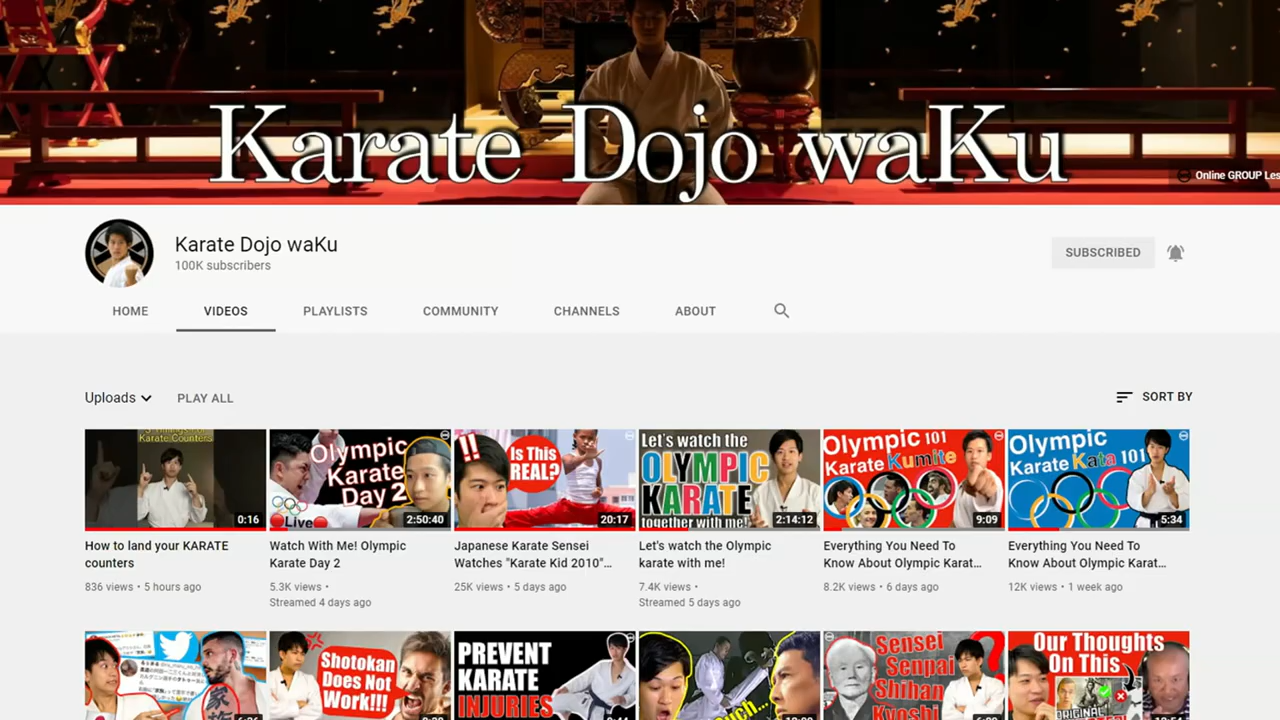 Karate Dojo waKu
Online GROUP Les
Karate Dojo waKu
100K subscribers
SUBSCRIBED
HOME
VIDEOS
PLAYLISTS
COMMUNITY
CHANNELS
ABOUT
Uploads
PLAY ALL
SORT BY
Karate Counters
0:16
How to land your KARATE
counters
836 views • 5 hours ago
Olympic
Karate
Day 2
Live
2:50:40
Watch With Me! Olympic
Karate Day 2
5.3K views •
Streamed 4 days ago
!!
Is This
REAL?
20:17
Japanese Karate Sensei
Watches "Karate Kid 2010"...
25K views • 5 days ago
Let's watch the
OLYMPIC
KARATE
together with me!
2:14:12
Let's watch the Olympic
karate with me!
7.4K views •
Streamed 5 days ago
Olympic 101
Karate Kumite
9:09
Everything You Need To
Know About Olympic Karat...
8.2K views • 6 days ago
Olympic
Karate Kata 101
5:34
Everything You Need To
Know About Olympic Karat...
12K views • 1 week ago
家族
Shotokan
Does Not
Work!!!
PREVENT
KARATE
INJURIES
Sensei
Senpai
Shihan
Kyoshi
Our Thoughts
On This
ORIGINAL